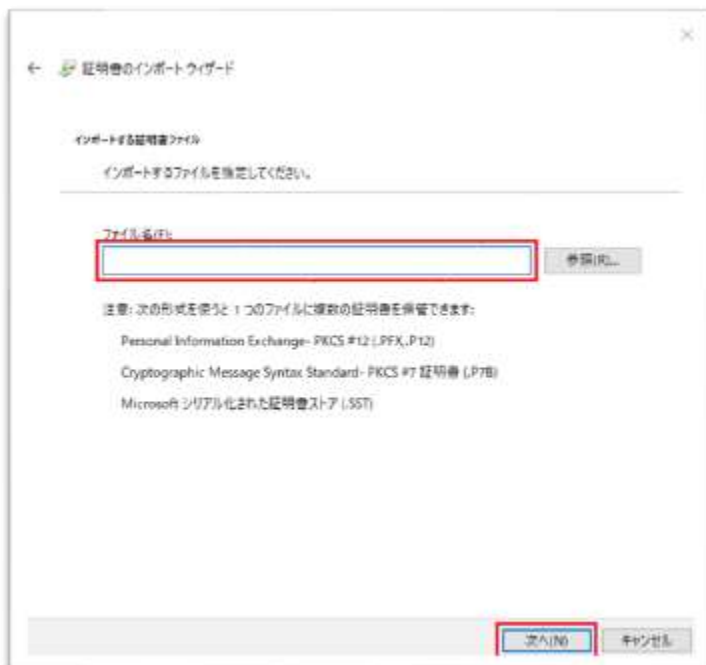 証明書のインポート ウィザード
インポートする証明書ファイル
インポートするファイルを指定してください。
ファイル名(F):
参照(R)...
注意: 次の形式を使うと 1 つのファイルに複数の証明書を保管できます:
Personal Information Exchange- PKCS #12 (.PFX,.P12)
Cryptographic Message Syntax Standard- PKCS #7 証明書 (.P7B)
Microsoft シリアル化された証明書ストア (.SST)
次へ(N)
キャンセル